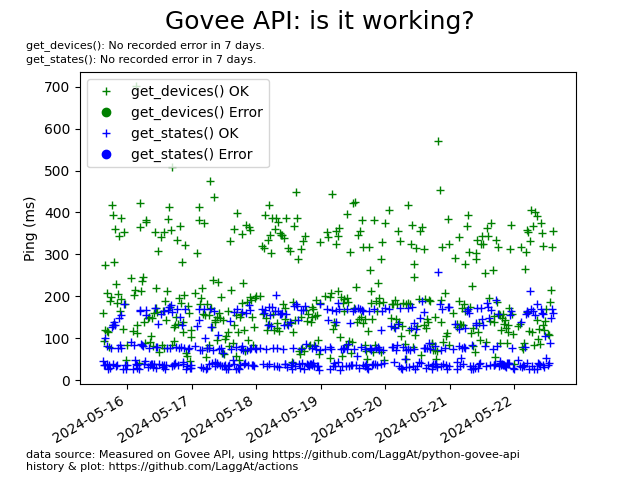 Govee API: is it working?
get_devices(): No recorded error in 7 days.
get_states(): No recorded error in 7 days.
get_devices() OK
get_devices() Error
get_states() OK
get_states() Error
Ping (ms)
700
600
500
400
300
200
100
0
2024-05-16
2024-05-17
2024-05-18
2024-05-19
2024-05-20
2024-05-21
2024-05-22
data source: Measured on Govee API, using https://github.com/LaggAt/python-govee-api
history & plot: https://github.com/LaggAt/actions